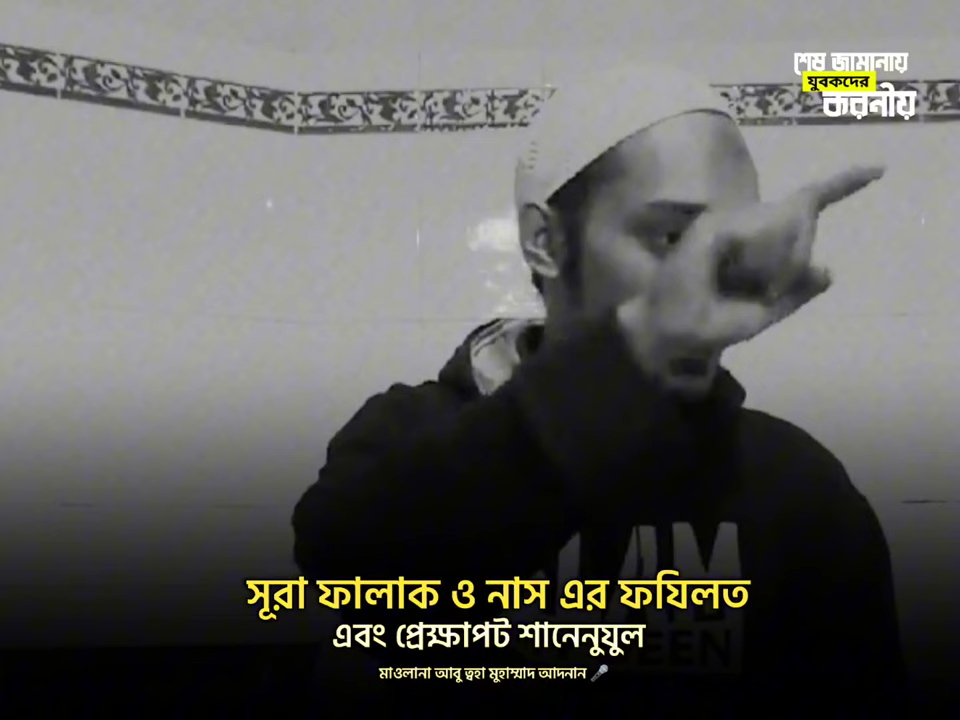 শেষ জামানায়
যুবকদের
করনীয়
সূরা ফালাক ও নাস এর ফযিলত
এবং প্রেক্ষাপট শানেনুযুল
মাওলানা আবু ত্বহা মুহাম্মাদ আদনান